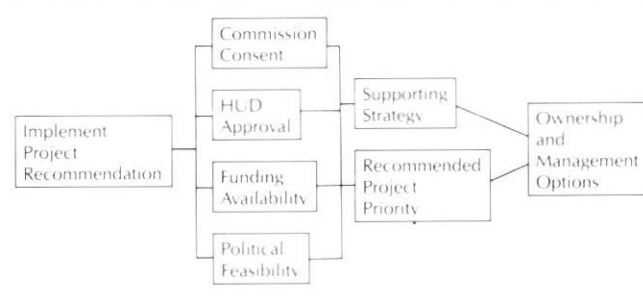 Commission
Consent
HUD
Approval
Supporting
Strategy
Implement
Project
Recommendation
Funding
Availability
Recommended
Project
Priority
Ownership
and
Management
Options
Political
Feasibility